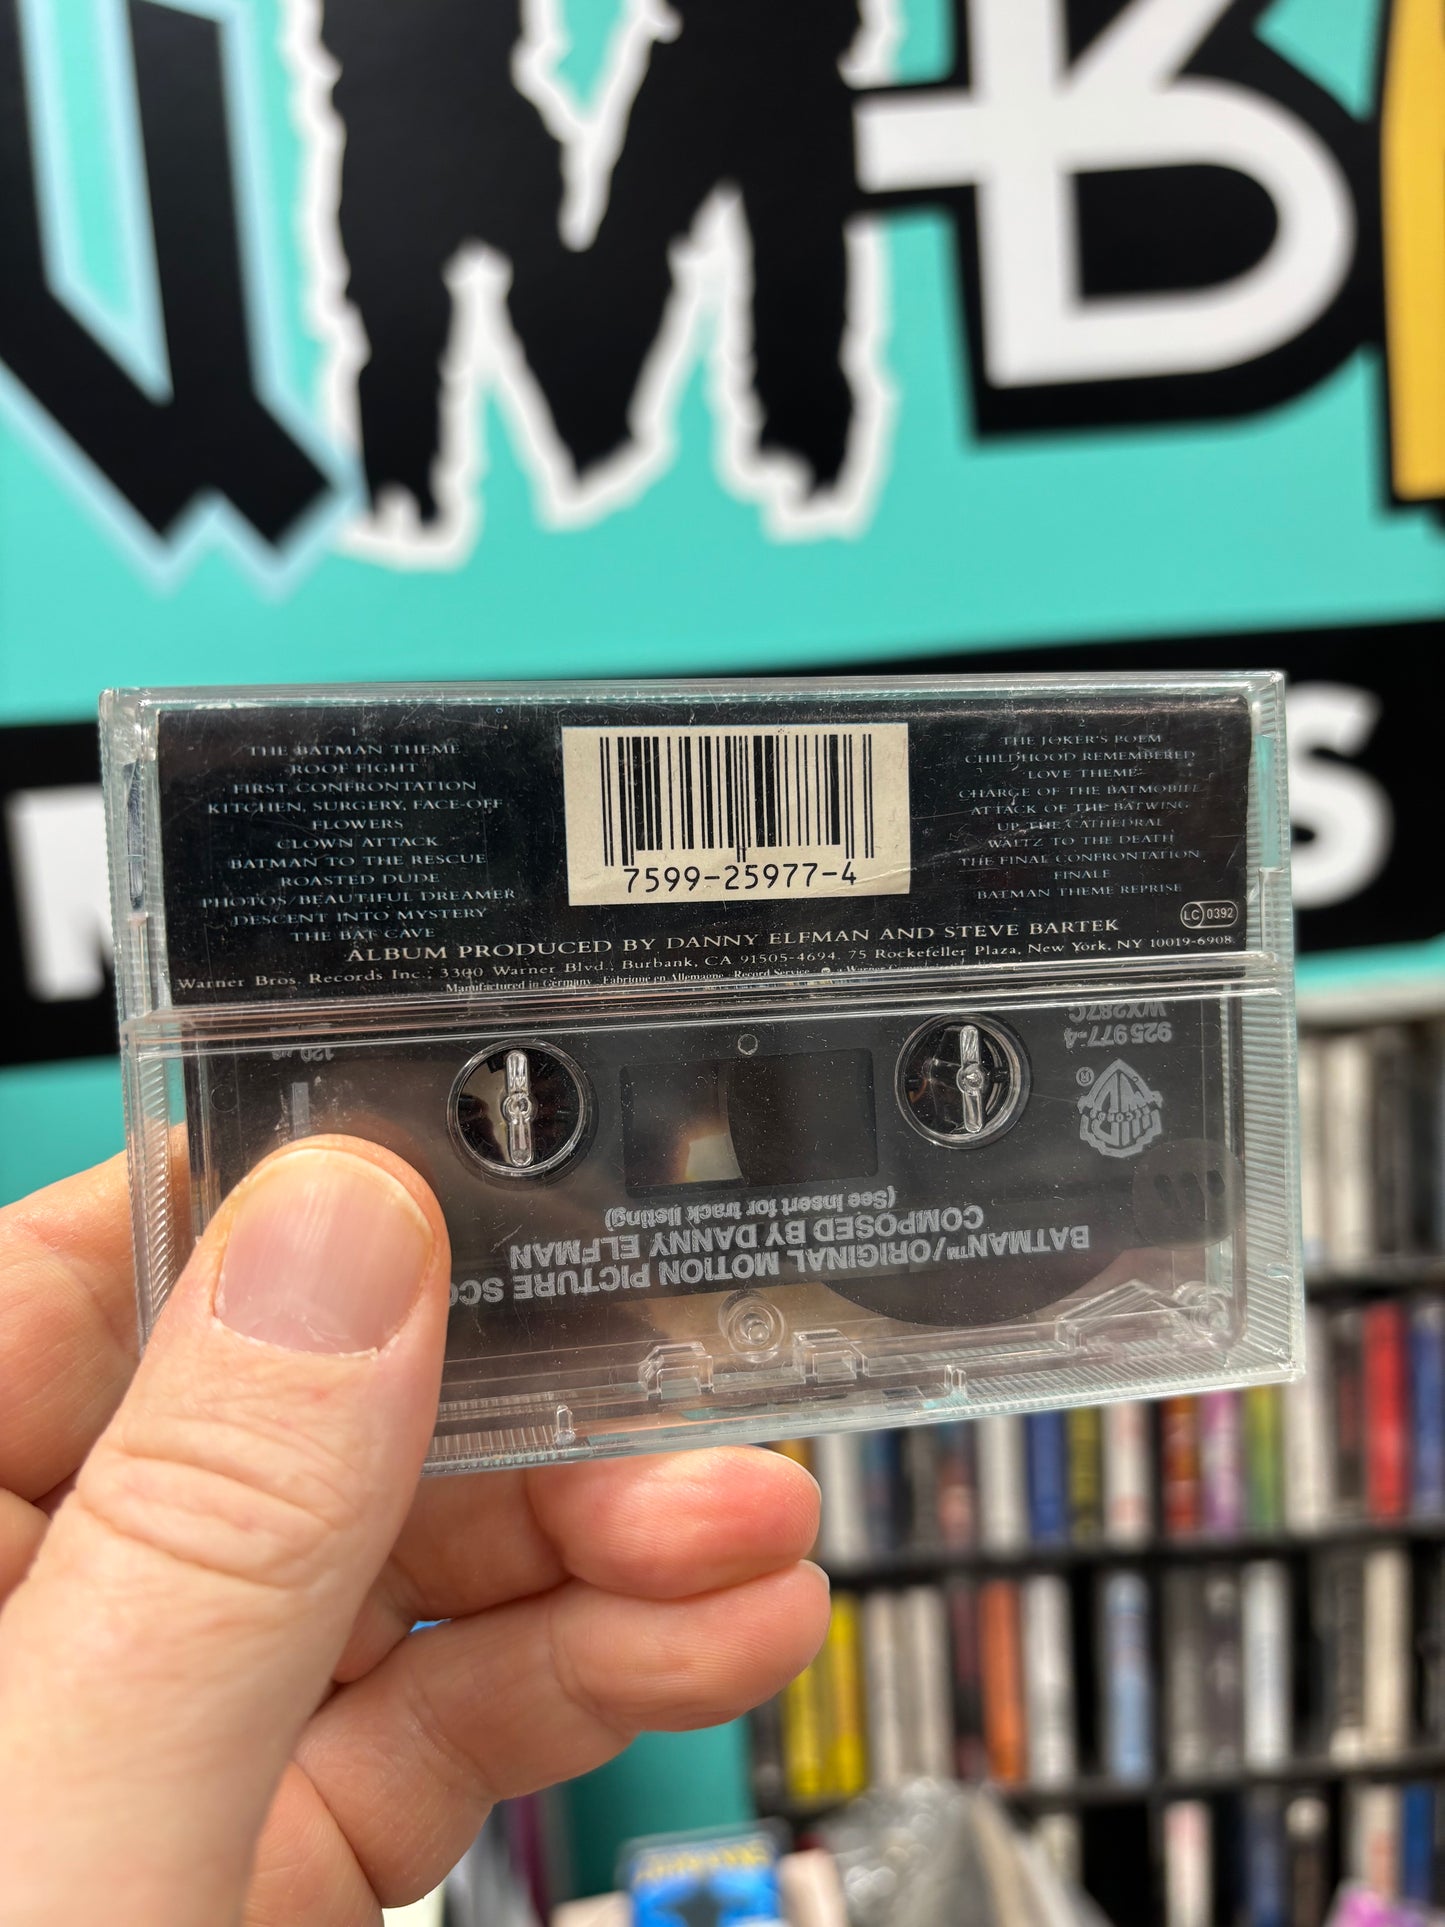 1
THE BATMAN THEME
ROOF FIGHT
FIRST CONFRONTATION
KITCHEN, SURGERY, FACE-OFF
FLOWERS
CLOWN ATTACK
BATMAN TO THE RESCUE
ROASTED DUDE
PHOTOS/BEAUTIFUL DREAMER
DESCENT INTO MYSTERY
THE BAT CAVE
7599-25977-4
2
THE JOKER'S POEM
CHILDHOOD REMEMBERED
LOVE THEME
CHARGE OF THE BATMOBILE
ATTACK OF THE BATWING
UP THE CATHEDRAL
WALTZ TO THE DEATH
THE FINAL CONFRONTATION
FINALE
BATMAN THEME REPRISE
LC 0392
ALBUM PRODUCED BY DANNY ELFMAN AND STEVE BARTEK
Warner Bros. Records Inc., 3300 Warner Blvd., Burbank, CA 91505-4694. 75 Rockefeller Plaza, New York, NY 10019-6908.
Manufactured in Germany. Fabriqué en Allemagne. Record Service
120 µs
925 977-4
WX287C
BATMAN™/ORIGINAL MOTION PICTURE SCO
COMPOSED BY DANNY ELFMAN
(See insert for track listing)